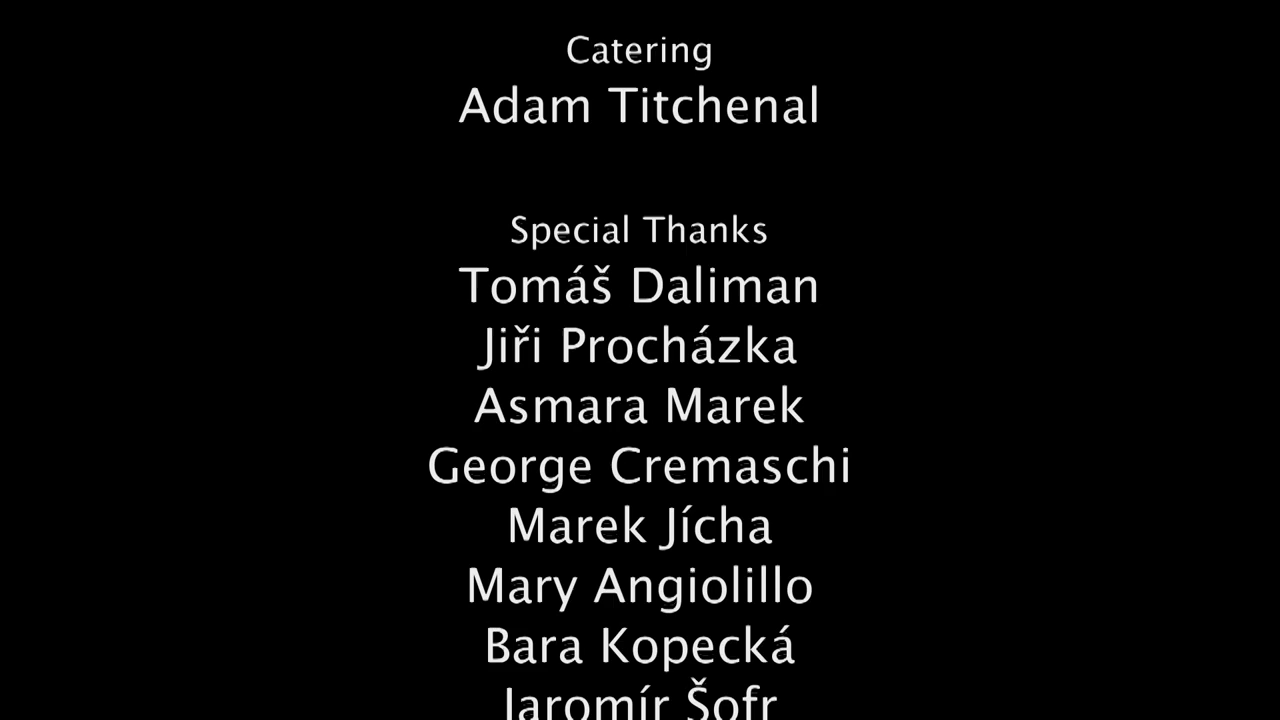 Catering
Adam Titchenal
Special Thanks
Tomáš Daliman
Jiří Procházka
Asmara Marek
George Cremaschi
Marek Jícha
Mary Angiolillo
Bara Kopecká
Jaromír Šofr